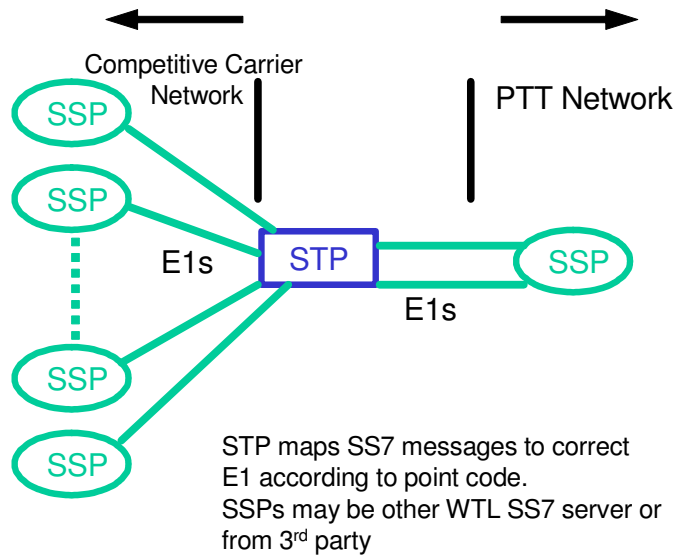 Competitive Carrier
Network
PTT Network
SSP
SSP
E1s
STP
SSP
E1s
SSP
SSP
STP maps SS7 messages to correct
E1 according to point code.
SSPs may be other WTL SS7 server or
from 3rd party